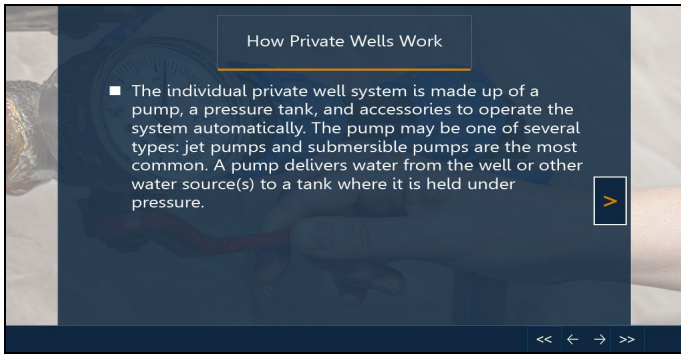 How Private Wells Work
■ The individual private well system is made up of a
pump, a pressure tank, and accessories to operate the
system automatically. The pump may be one of several
types: jet pumps and submersible pumps are the most
common. A pump delivers water from the well or other
water source(s) to a tank where it is held under
pressure.
>
<< ← → >>